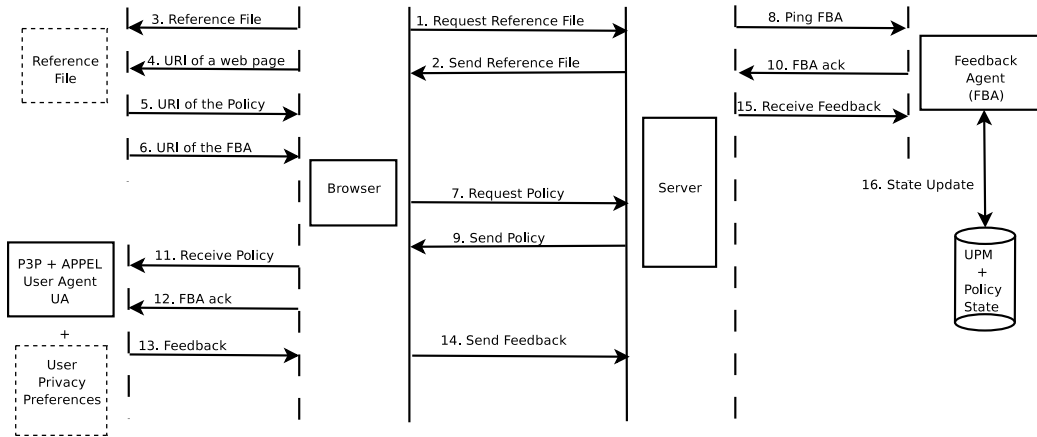 3. Reference File
1. Request Reference File
8. Ping FBA
Reference
File
4. URI of a web page
2. Send Reference File
10. FBA ack
Feedback
Agent
(FBA)
5. URI of the Policy
15. Receive Feedback
6. URI of the FBA
Browser
7. Request Policy
Server
16. State Update
9. Send Policy
P3P + APPEL
User Agent
UA
11. Receive Policy
12. FBA ack
UPM
+
Policy
State
+
13. Feedback
14. Send Feedback
User
Privacy
Preferences